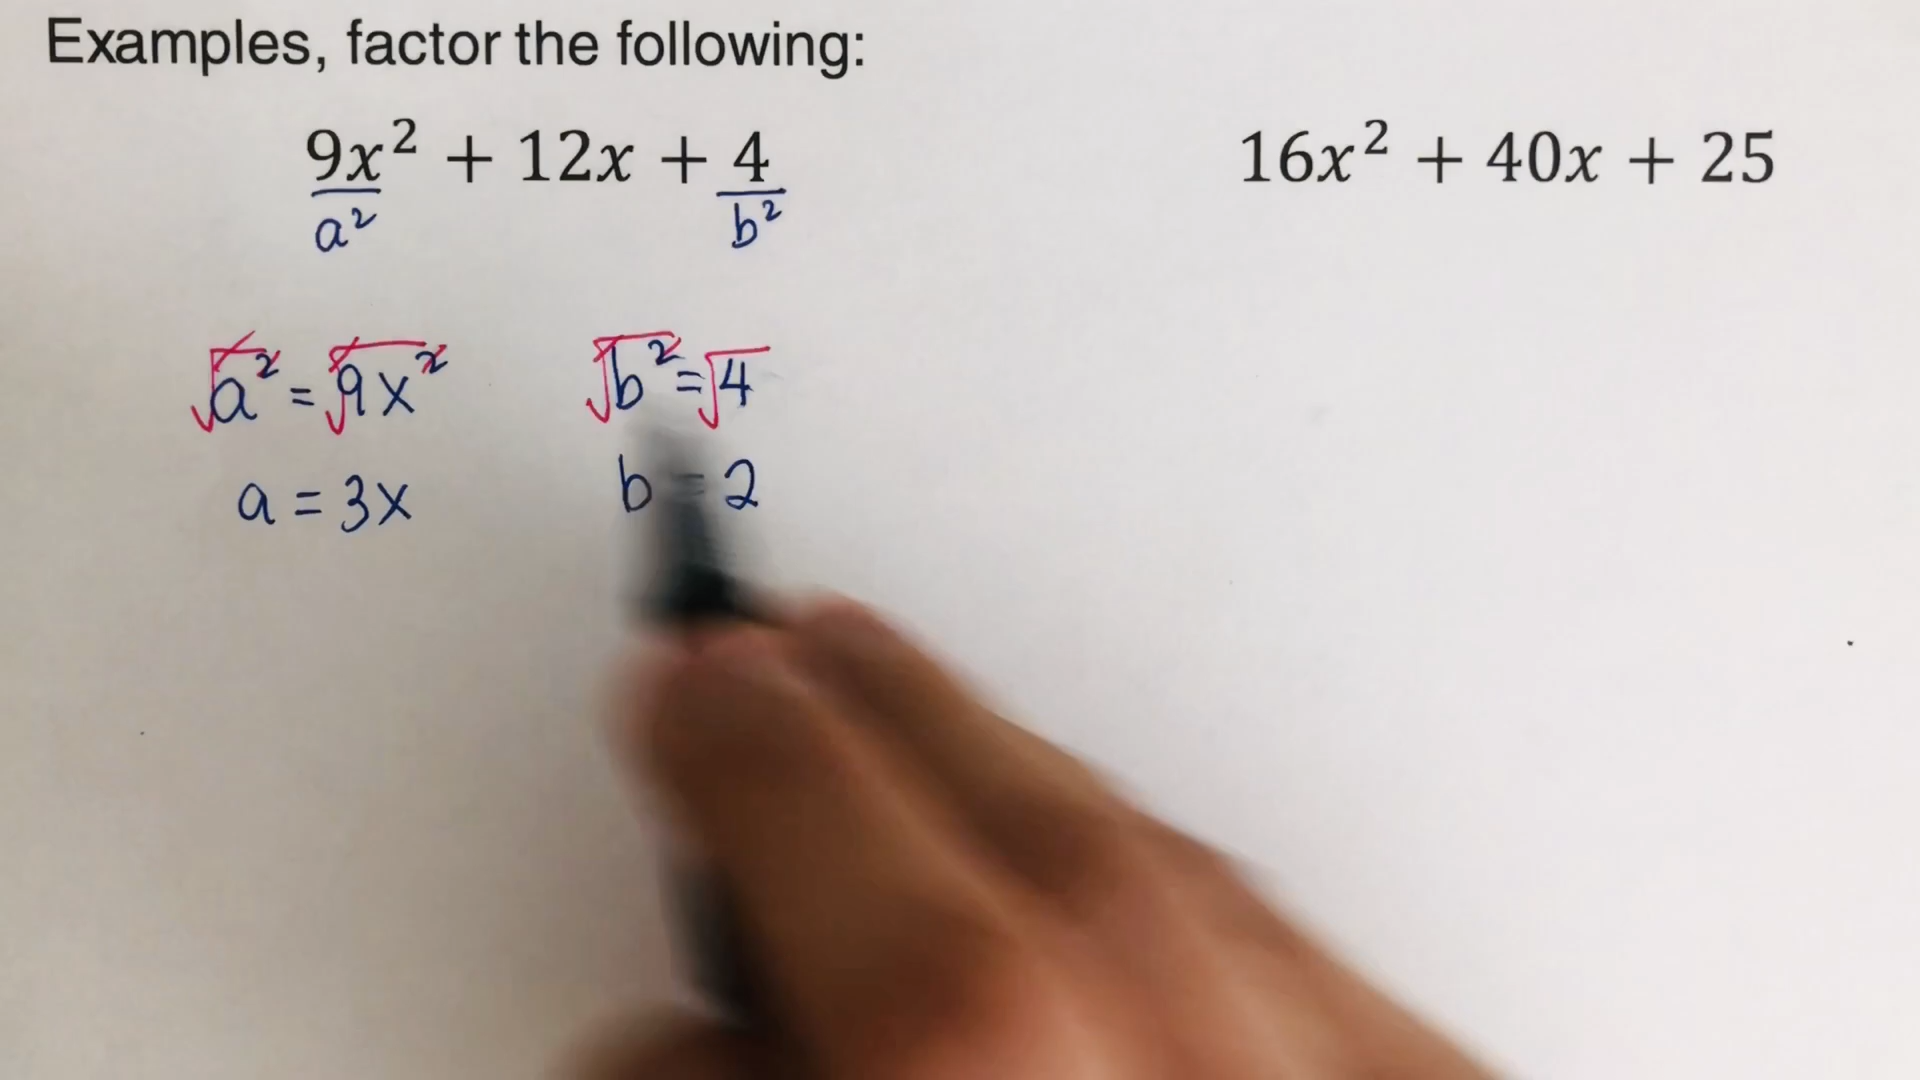 Examples, factor the following:
9x² + 12x + 4
a² b²
√a² = √9x² √b² = √4
a = 3x b = 2
16x² + 40x + 25